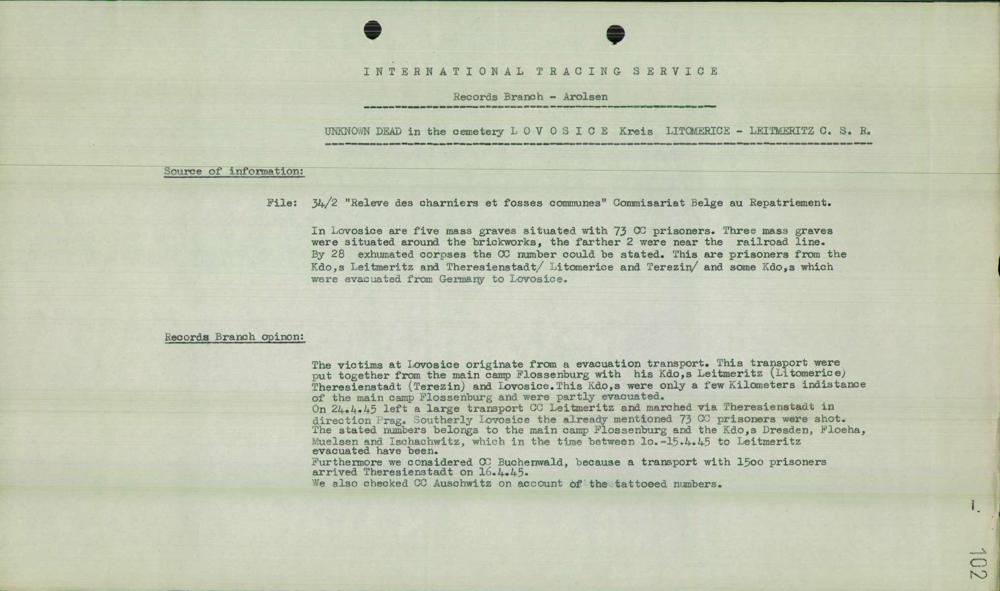 INTERNATIONAL TRACING SERVICE
Records Branch - Arolsen
UNKNOWN DEAD in the cemetery LOVOSICE Kreis LITOMERICE - LEITMERITZ C. S. R.
Source of information:
File: 34/2 "Releve des charniers et fosses communes" Commisariat Belge au Repatriement.
In Lovosice are five mass graves situated with 73 CC prisoners. Three mass graves
were situated around the brickworks, the farther 2 were near the railroad line.
By 28 exhumated corpses the CC number could be stated. This are prisoners from the
Kdo,s Leitmeritz and Theresienstadt/ Litomerice and Terezin/ and some Kdo,s which
were evacuated from Germany to Lovosice.
Records Branch opinon:
The victims at Lovosice originate from a evacuation transport. This transport were
put together from the main camp Flossenburg with his Kdo,s Leitmeritz (Litomerice)
Theresienstadt (Terezin) and Lovosice.This Kdo,s were only a few Kilometers indistance
of the main camp Flossenburg and were partly evacuated.
On 24.4.45 left a large transport CC Leitmeritz and marched via Theresienstadt in
direction Prag. Southerly Lovosice the already mentioned 73 CC prisoners were shot.
The stated numbers belongs to the main camp Flossenburg and the Kdo,s Dresden, Floeha,
Muelsen and Ischachwitz, which in the time between lo.-15.4.45 to Leitmeritz
evacuated have been.
Furthermore we considered CC Buchenwald, because a transport with 15oo prisoners
arrived Theresienstadt on 16.4.45.
We also checked CC Auschwitz on account of the tattooed numbers.
1.
102